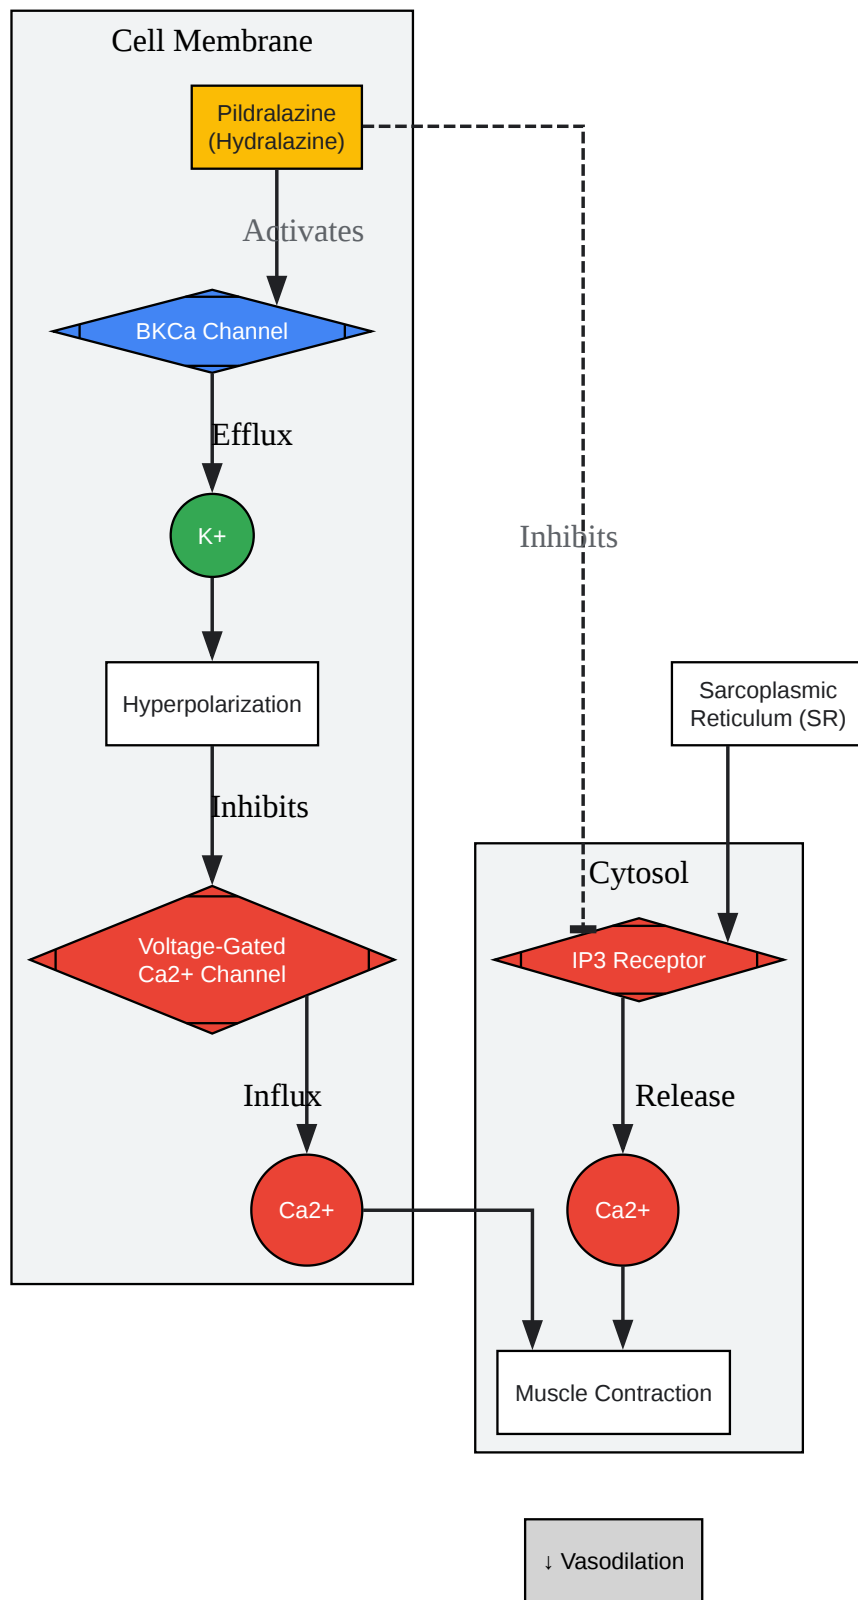 Cell Membrane
Pildralazine
(Hydralazine)
Activates
BKCa Channel
Efflux
K+
Inhibits
Hyperpolarization
Sarcoplasmic
Reticulum (SR)
Inhibits
Cytosol
Voltage-Gated
Ca2+ Channel
IP3 Receptor
Influx
Release
Ca2+
Ca2+
Muscle Contraction
↓ Vasodilation